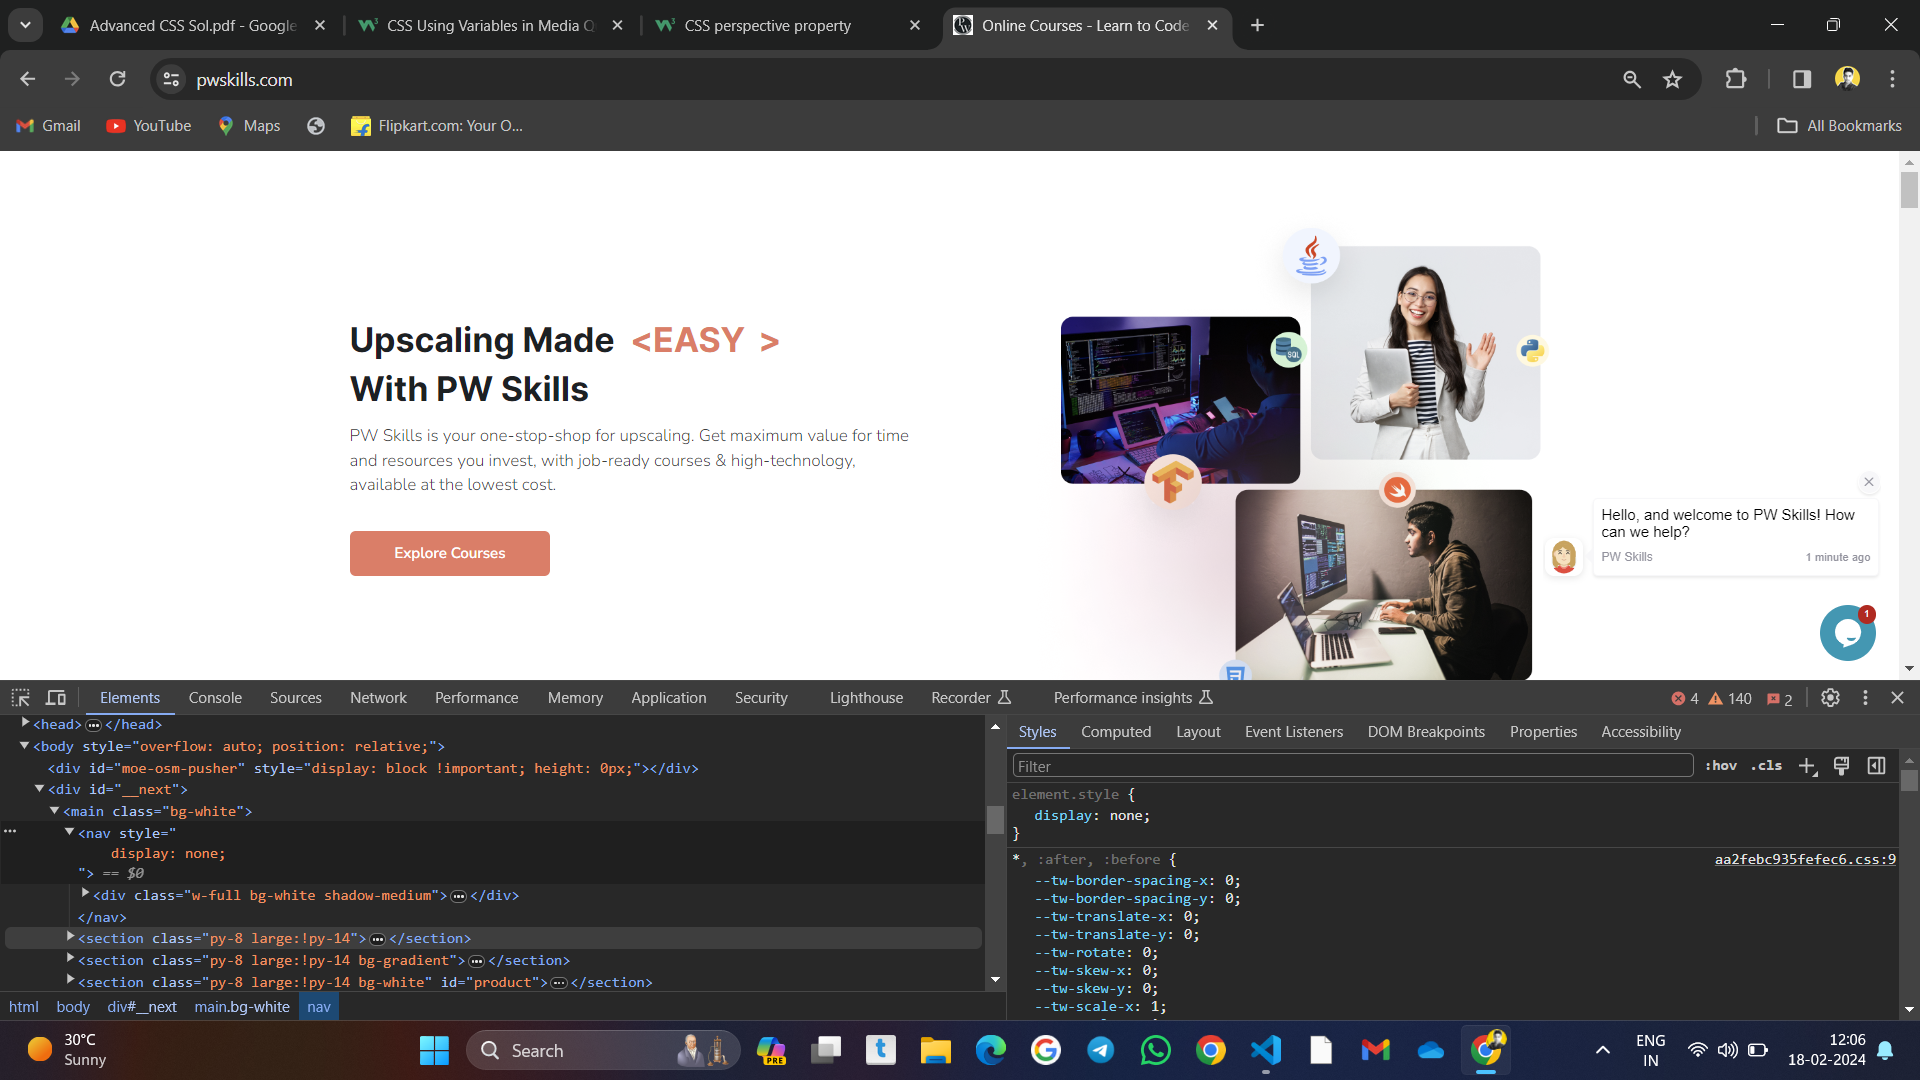 Advanced CSS Sol.pdf - Google
CSS Using Variables in Media Q
CSS perspective property
Online Courses - Learn to Code
pwskills.com
Gmail
YouTube
Maps
Flipkart.com: Your O...
All Bookmarks
Upscaling Made <EASY >
With PW Skills
PW Skills is your one-stop-shop for upscaling. Get maximum value for time
and resources you invest, with job-ready courses & high-technology,
available at the lowest cost.
Explore Courses
SQL
Hello, and welcome to PW Skills! How
can we help?
PW Skills 1 minute ago
1
Elements Console Sources Network Performance Memory Application Security Lighthouse Recorder Performance insights 4 140 2
<head>…</head>
<body style="overflow: auto; position: relative;">
<div id="moe-osm-pusher" style="display: block !important; height: 0px;"></div>
<div id="__next">
<main class="bg-white">
<nav style="
display: none;
"> == $0
<div class="w-full bg-white shadow-medium">…</div>
</nav>
<section class="py-8 large:!py-14">…</section>
<section class="py-8 large:!py-14 bg-gradient">…</section>
<section class="py-8 large:!py-14 bg-white" id="product">…</section>
html body div#__next main.bg-white nav
Styles Computed Layout Event Listeners DOM Breakpoints Properties Accessibility
Filter :hov .cls
element.style {
display: none;
}
*, :after, :before { aa2febc935fefec6.css:9
--tw-border-spacing-x: 0;
--tw-border-spacing-y: 0;
--tw-translate-x: 0;
--tw-translate-y: 0;
--tw-rotate: 0;
--tw-skew-x: 0;
--tw-skew-y: 0;
--tw-scale-x: 1;
30°C
Sunny
Search
PRE
ENG
IN
12:06
18-02-2024